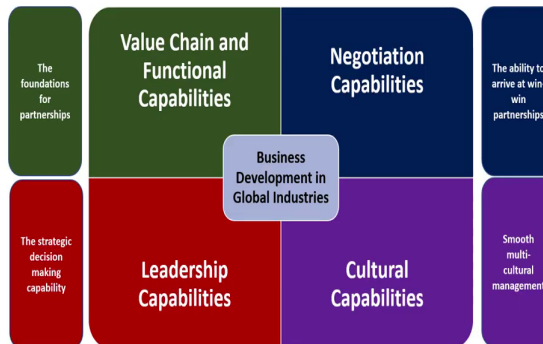 The
foundations
for
partnerships
Value Chain and
Functional
Capabilities
Negotiation
Capabilities
The ability to
arrive at win-
win
partnerships
Business
Development in
Global Industries
The strategic
decision
making
capability
Leadership
Capabilities
Cultural
Capabilities
Smooth
multi-
cultural
management